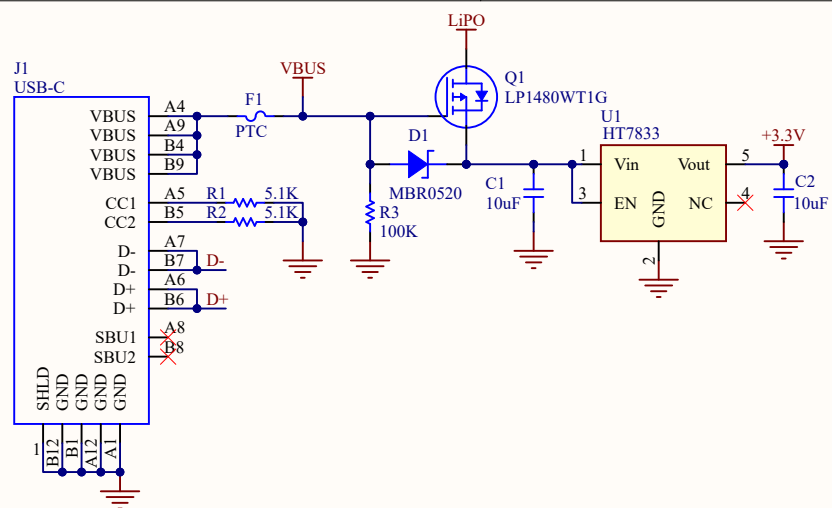 LiPO
J1
USB-C
VBUS
Q1
LP1480WT1G
F1
PTC
U1
HT7833
+3.3V
VBUS A4
VBUS A9
VBUS B4
VBUS B9
D1
MBR0520
1 Vin Vout 5
3 EN NC 4
GND
2
C1
10uF
C2
10uF
CC1 A5 R1 5.1K
CC2 B5 R2 5.1K
R3
100K
D- A7
D- B7 D-
D+ A6
D+ B6 D+
SBU1 A8
SBU2 B8
SHLD GND GND GND GND
1 B12 B1 A12 A1